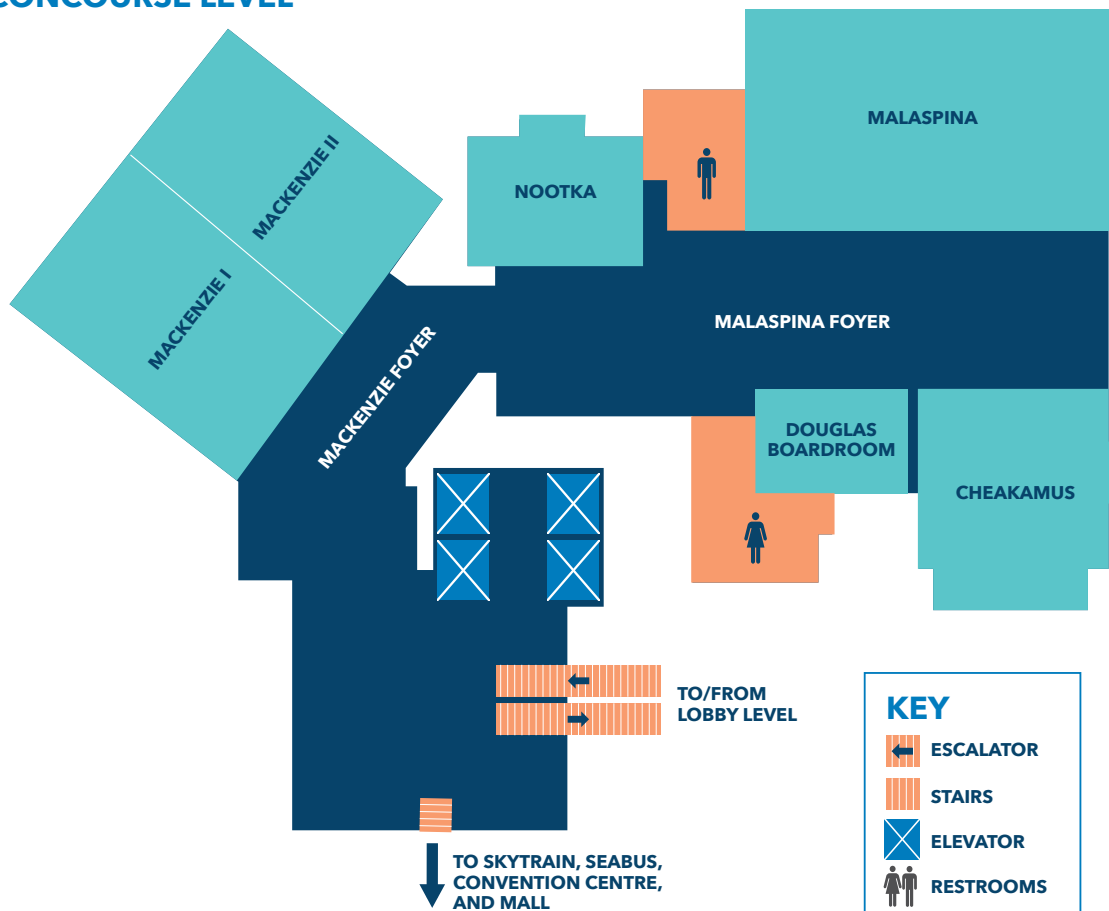 CONCOURSE LEVEL
MALASPINA
MACKENZIE II
NOOTKA
MACKENZIE I
MALASPINA FOYER
MACKENZIE FOYER
DOUGLAS
BOARDROOM
CHEAKAMUS
TO/FROM
LOBBY LEVEL
KEY
ESCALATOR
STAIRS
ELEVATOR
RESTROOMS
TO SKYTRAIN, SEABUS,
CONVENTION CENTRE,
AND MALL